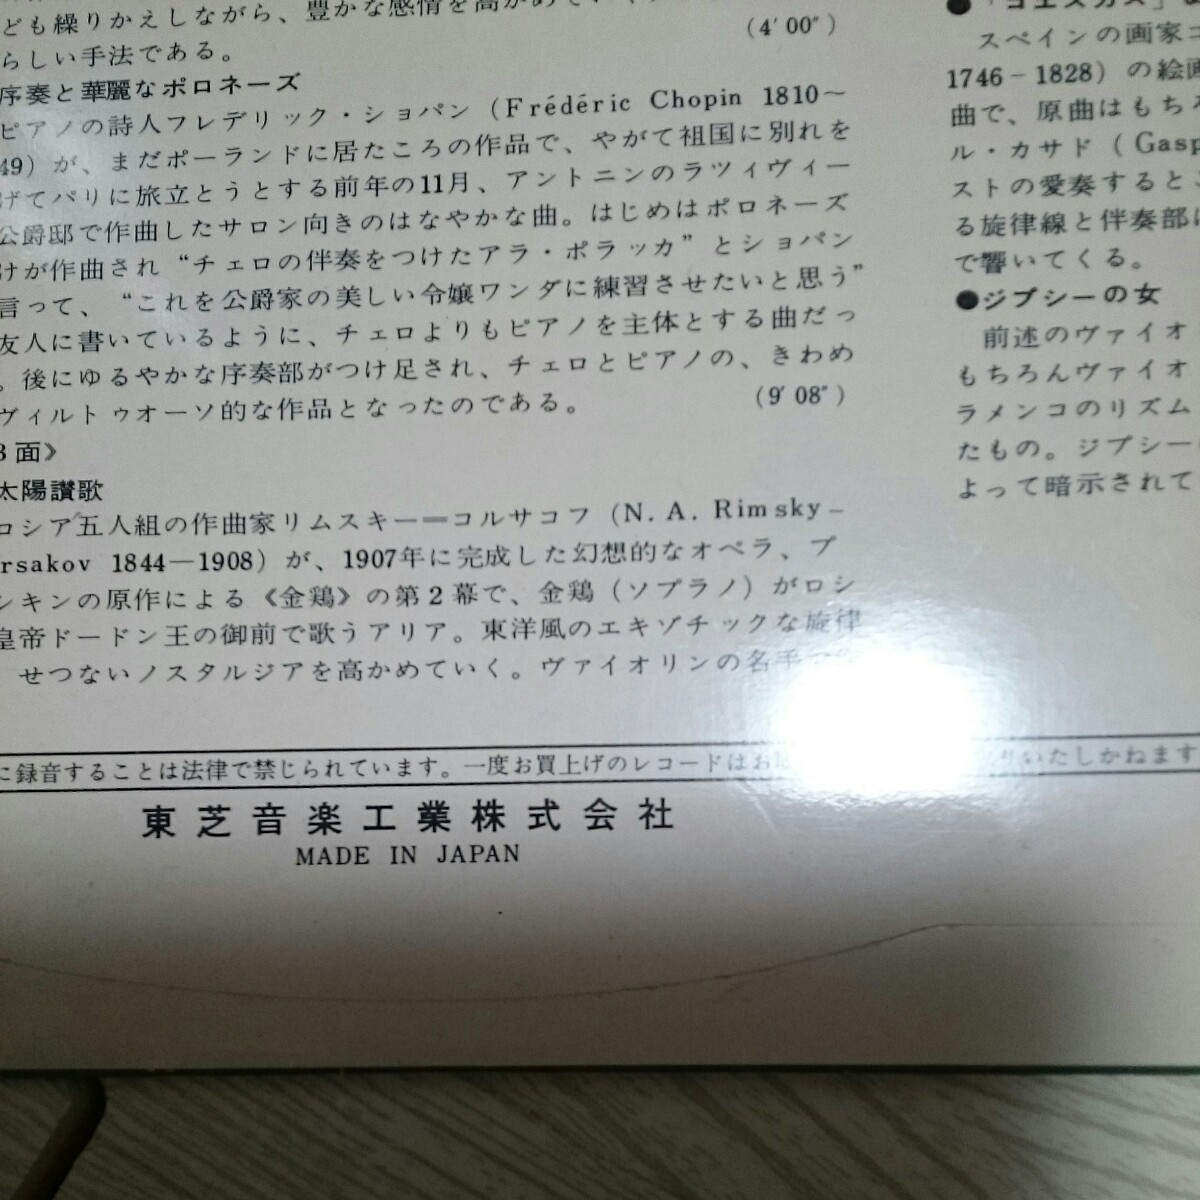 ども繰りかえしながら、豊かな感情を高かめてい
らしい手法である。
(4′00″)
序奏と華麗なポロネーズ
ピアノの詩人フレデリック・ショパン (Frédéric Chopin 1810〜
49) が、まだポーランドに居たころの作品で、やがて祖国に別れを
げてパリに旅立とうとする前年の11月、アントニンのラツィヴィー
公爵邸で作曲したサロン向きのはなやかな曲。はじめはポロネーズ
けが作曲され “チェロの伴奏をつけたアラ・ポラッカ” とショパン
言って、 “これを公爵家の美しい令嬢ワンダに練習させたいと思う”
友人に書いているように、チェロよりもピアノを主体とする曲だっ
。後にゆるやかな序奏部がつけ足され、チェロとピアノの、きわめ
ヴィルトゥオーソ的な作品となったのである。
(9′08″)
面》
太陽讃歌
ロシア五人組の作曲家リムスキー＝コルサコフ (N. A. Rimsky-
rsakov 1844—1908) が、1907年に完成した幻想的なオペラ、プ
シキンの原作による《金鶏》の第2幕で、金鶏 (ソプラノ) がロシ
皇帝ドードン王の御前で歌うアリア。東洋風のエキゾチックな旋律
せつないノスタルジアを高かめていく。ヴァイオリンの名手
スペインの画家
1746-1828) の絵画
曲で、原曲はもち
ル・カサド (Gasp
ストの愛奏すると
る旋律線と伴奏部
で響いてくる。
●ジプシーの女
前述のヴァイオ
もちろんヴァイオ
ラメンコのリズム
たもの。ジプシー
よって暗示されて
に録音することは法律で禁じられています。一度お買上げのレコードはお いたしかねます
東芝音楽工業株式会社
MADE IN JAPAN